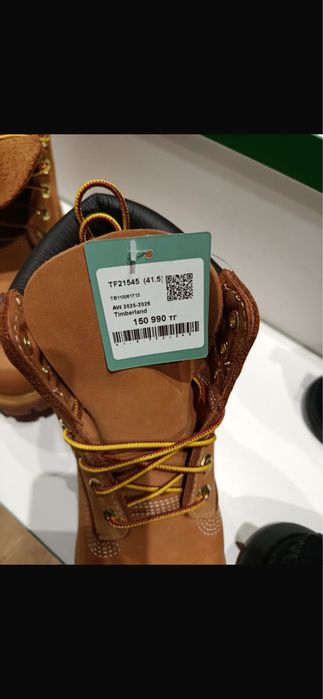 TF21545 (41,5)
TB110061713
AW 2025-2026
Timberland
150 990 тг